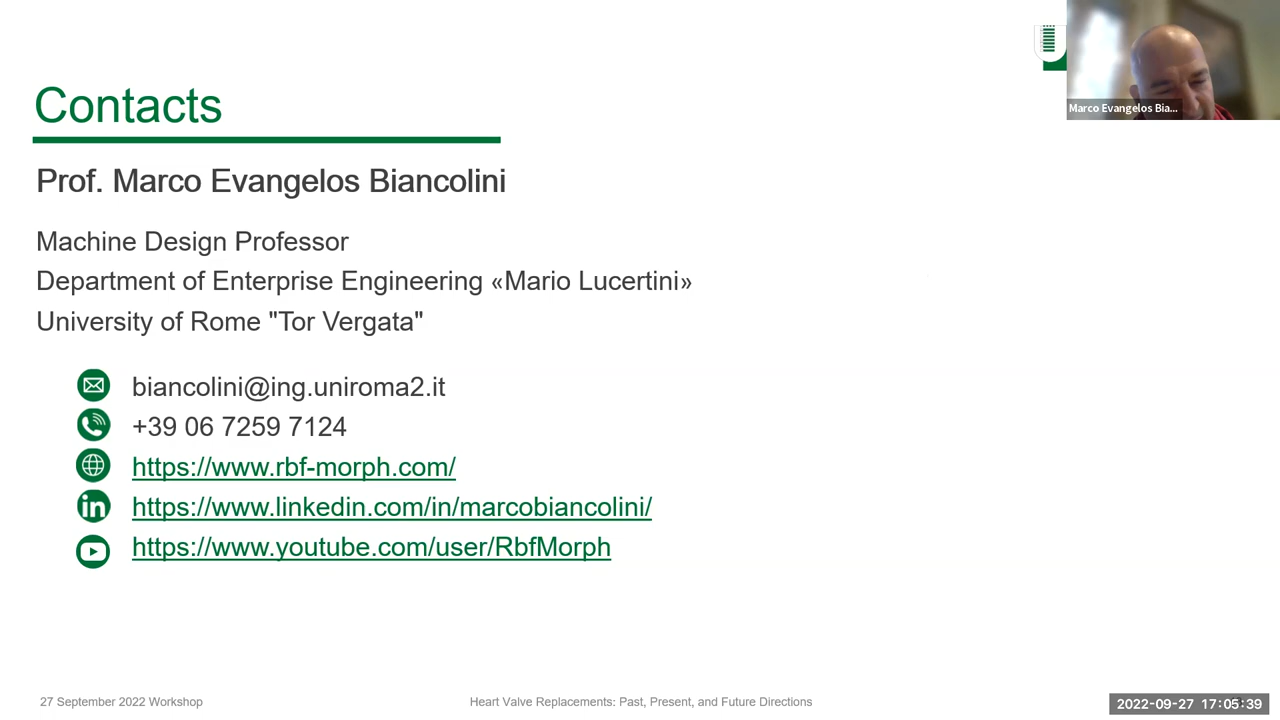 Contacts
Marco Evangelos Bia...
Prof. Marco Evangelos Biancolini
Machine Design Professor
Department of Enterprise Engineering «Mario Lucertini»
University of Rome "Tor Vergata"
biancolini@ing.uniroma2.it
+39 06 7259 7124
https://www.rbf-morph.com/
in https://www.linkedin.com/in/marcobiancolini/
https://www.youtube.com/user/RbfMorph
27 September 2022 Workshop
Heart Valve Replacements: Past, Present, and Future Directions
2022-09-27 17:05:39